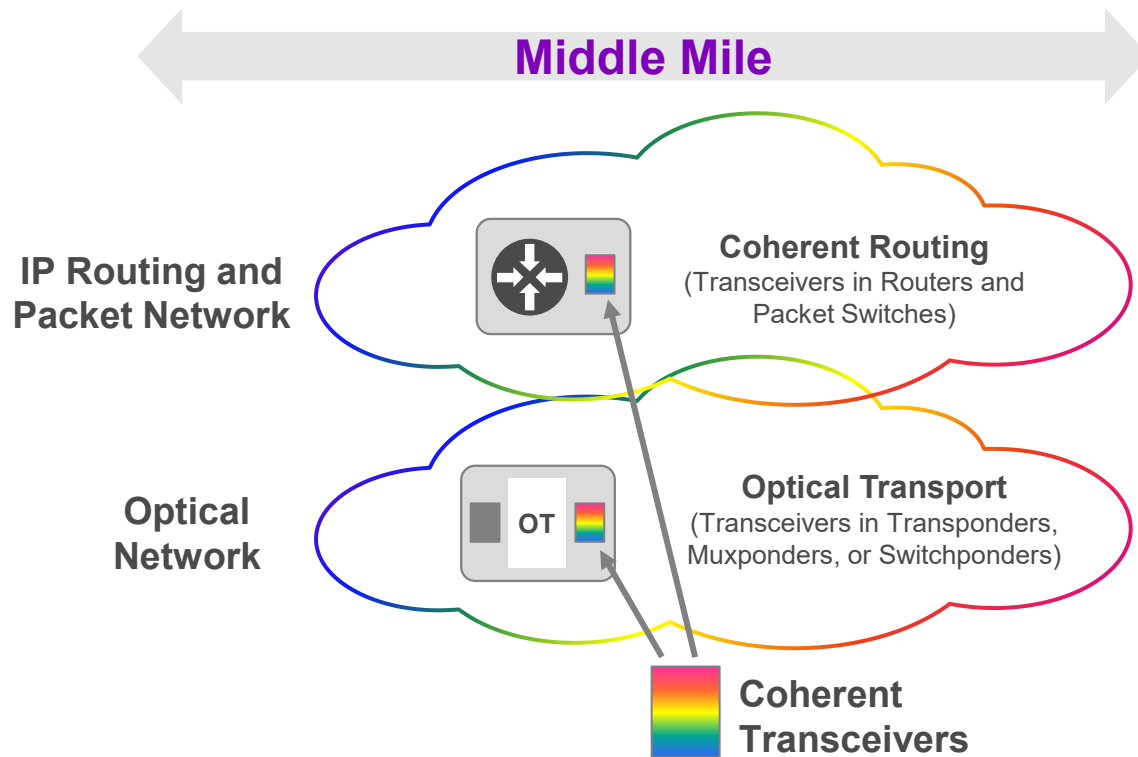 Middle Mile
IP Routing and
Packet Network
Coherent Routing
(Transceivers in Routers and
Packet Switches)
Optical
Network
OT
Optical Transport
(Transceivers in Transponders,
Muxponders, or Switchponders)
Coherent
Transceivers